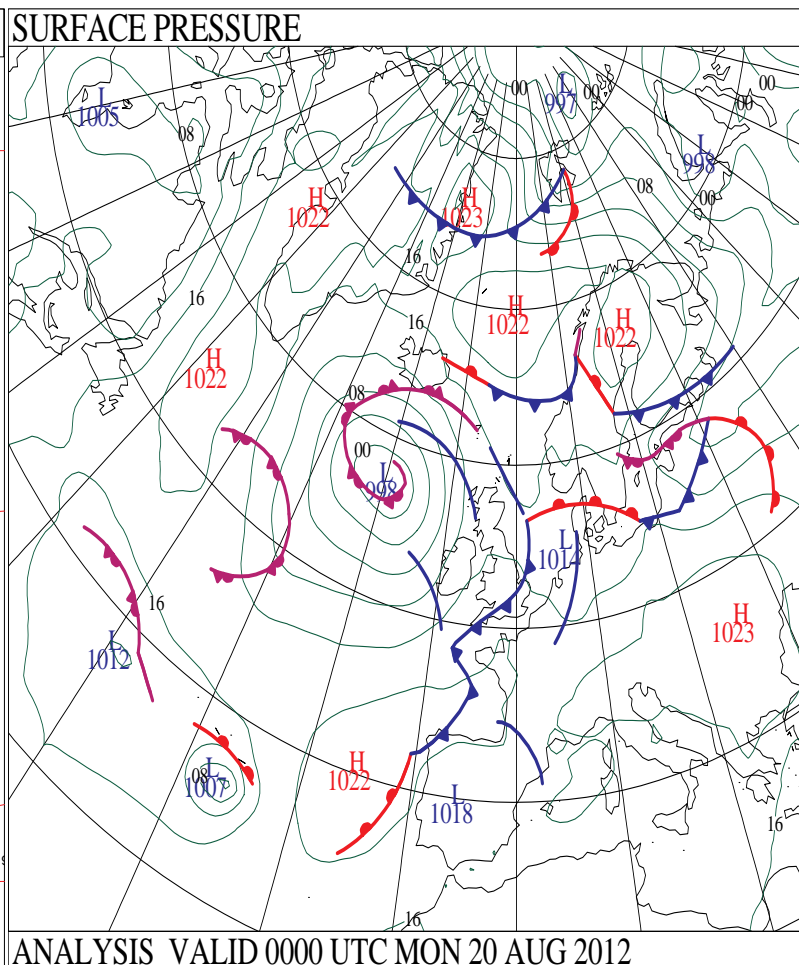 SURFACE PRESSURE
00
L
997
00
00
00
L
1005
08
L
998
08
00
H
1022
H
1023
16
16
16
H
1022
H
1022
H
1022
08
00
L
998
L
1014
16
H
1023
L
1012
08
L
1007
H
1022
L
1018
16
16
ANALYSIS VALID 0000 UTC MON 20 AUG 2012